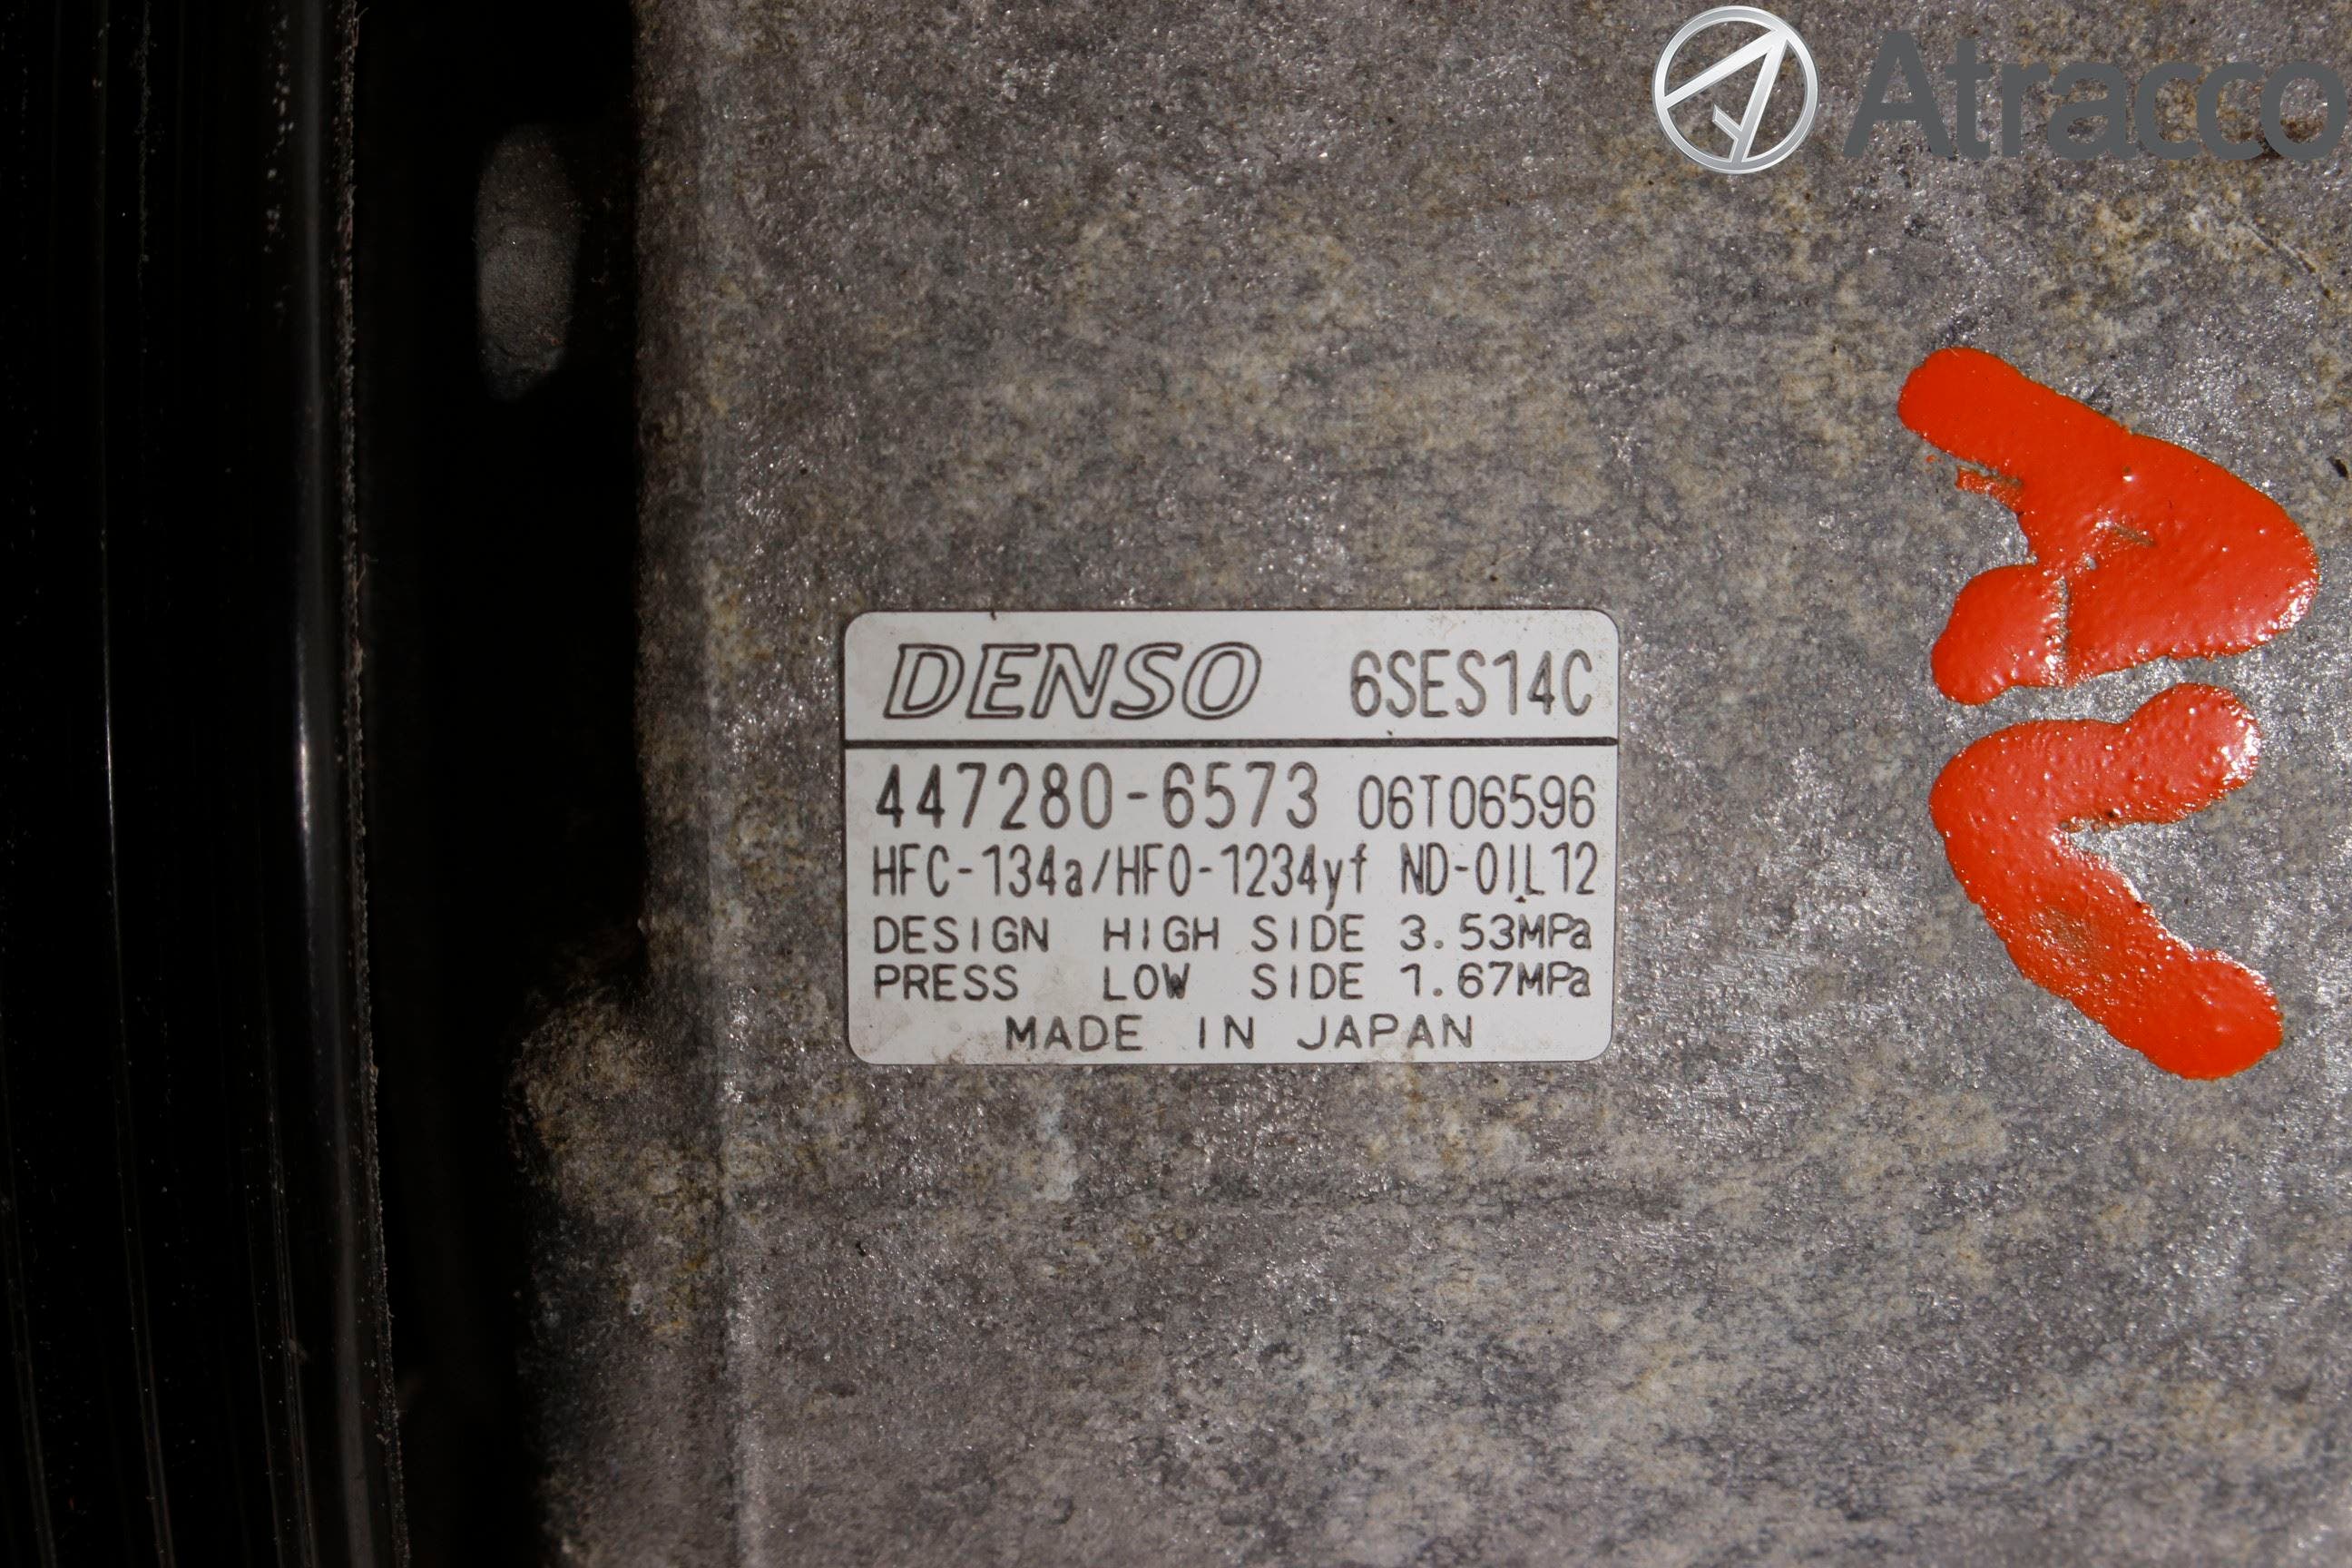 Atracco
DENSO 6SES14C
447280-6573 06T06596
HFC-134a/HFO-1234yf ND-OIL12
DESIGN HIGH SIDE 3.53MPa
PRESS LOW SIDE 1.67MPa
MADE IN JAPAN